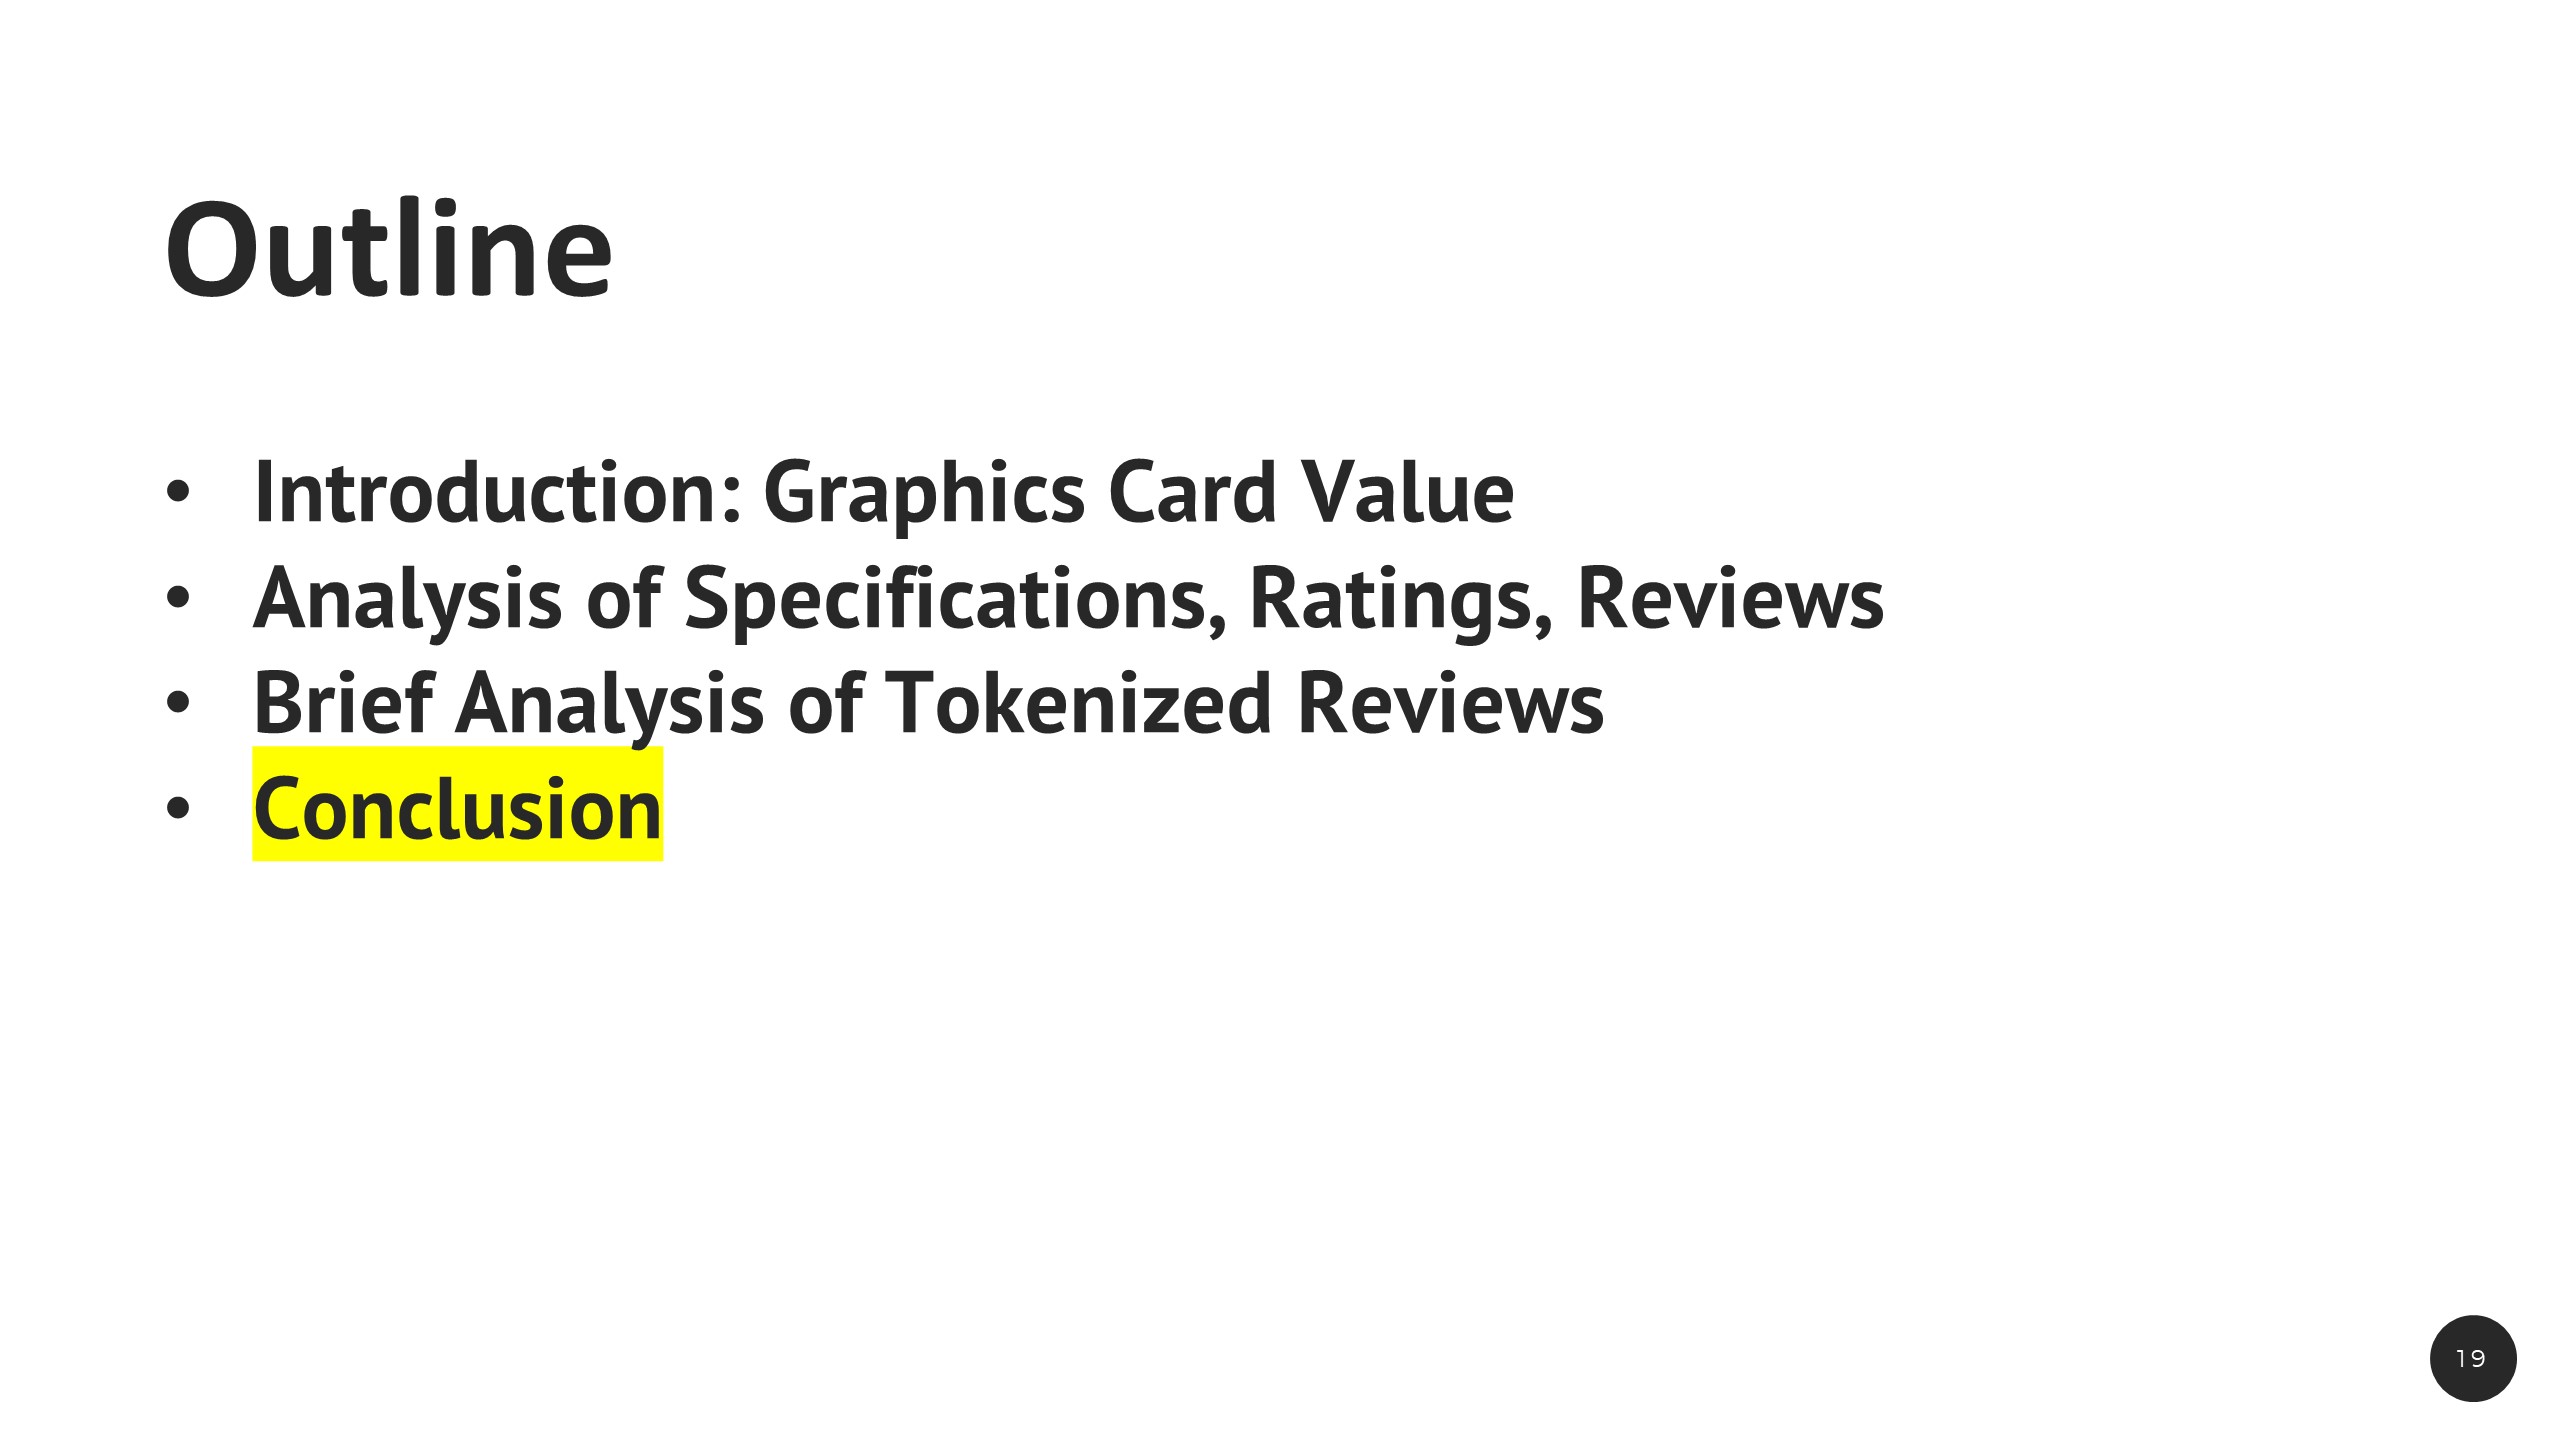 Outline
• Introduction: Graphics Card Value
• Analysis of Specifications, Ratings, Reviews
• Brief Analysis of Tokenized Reviews
• Conclusion
19